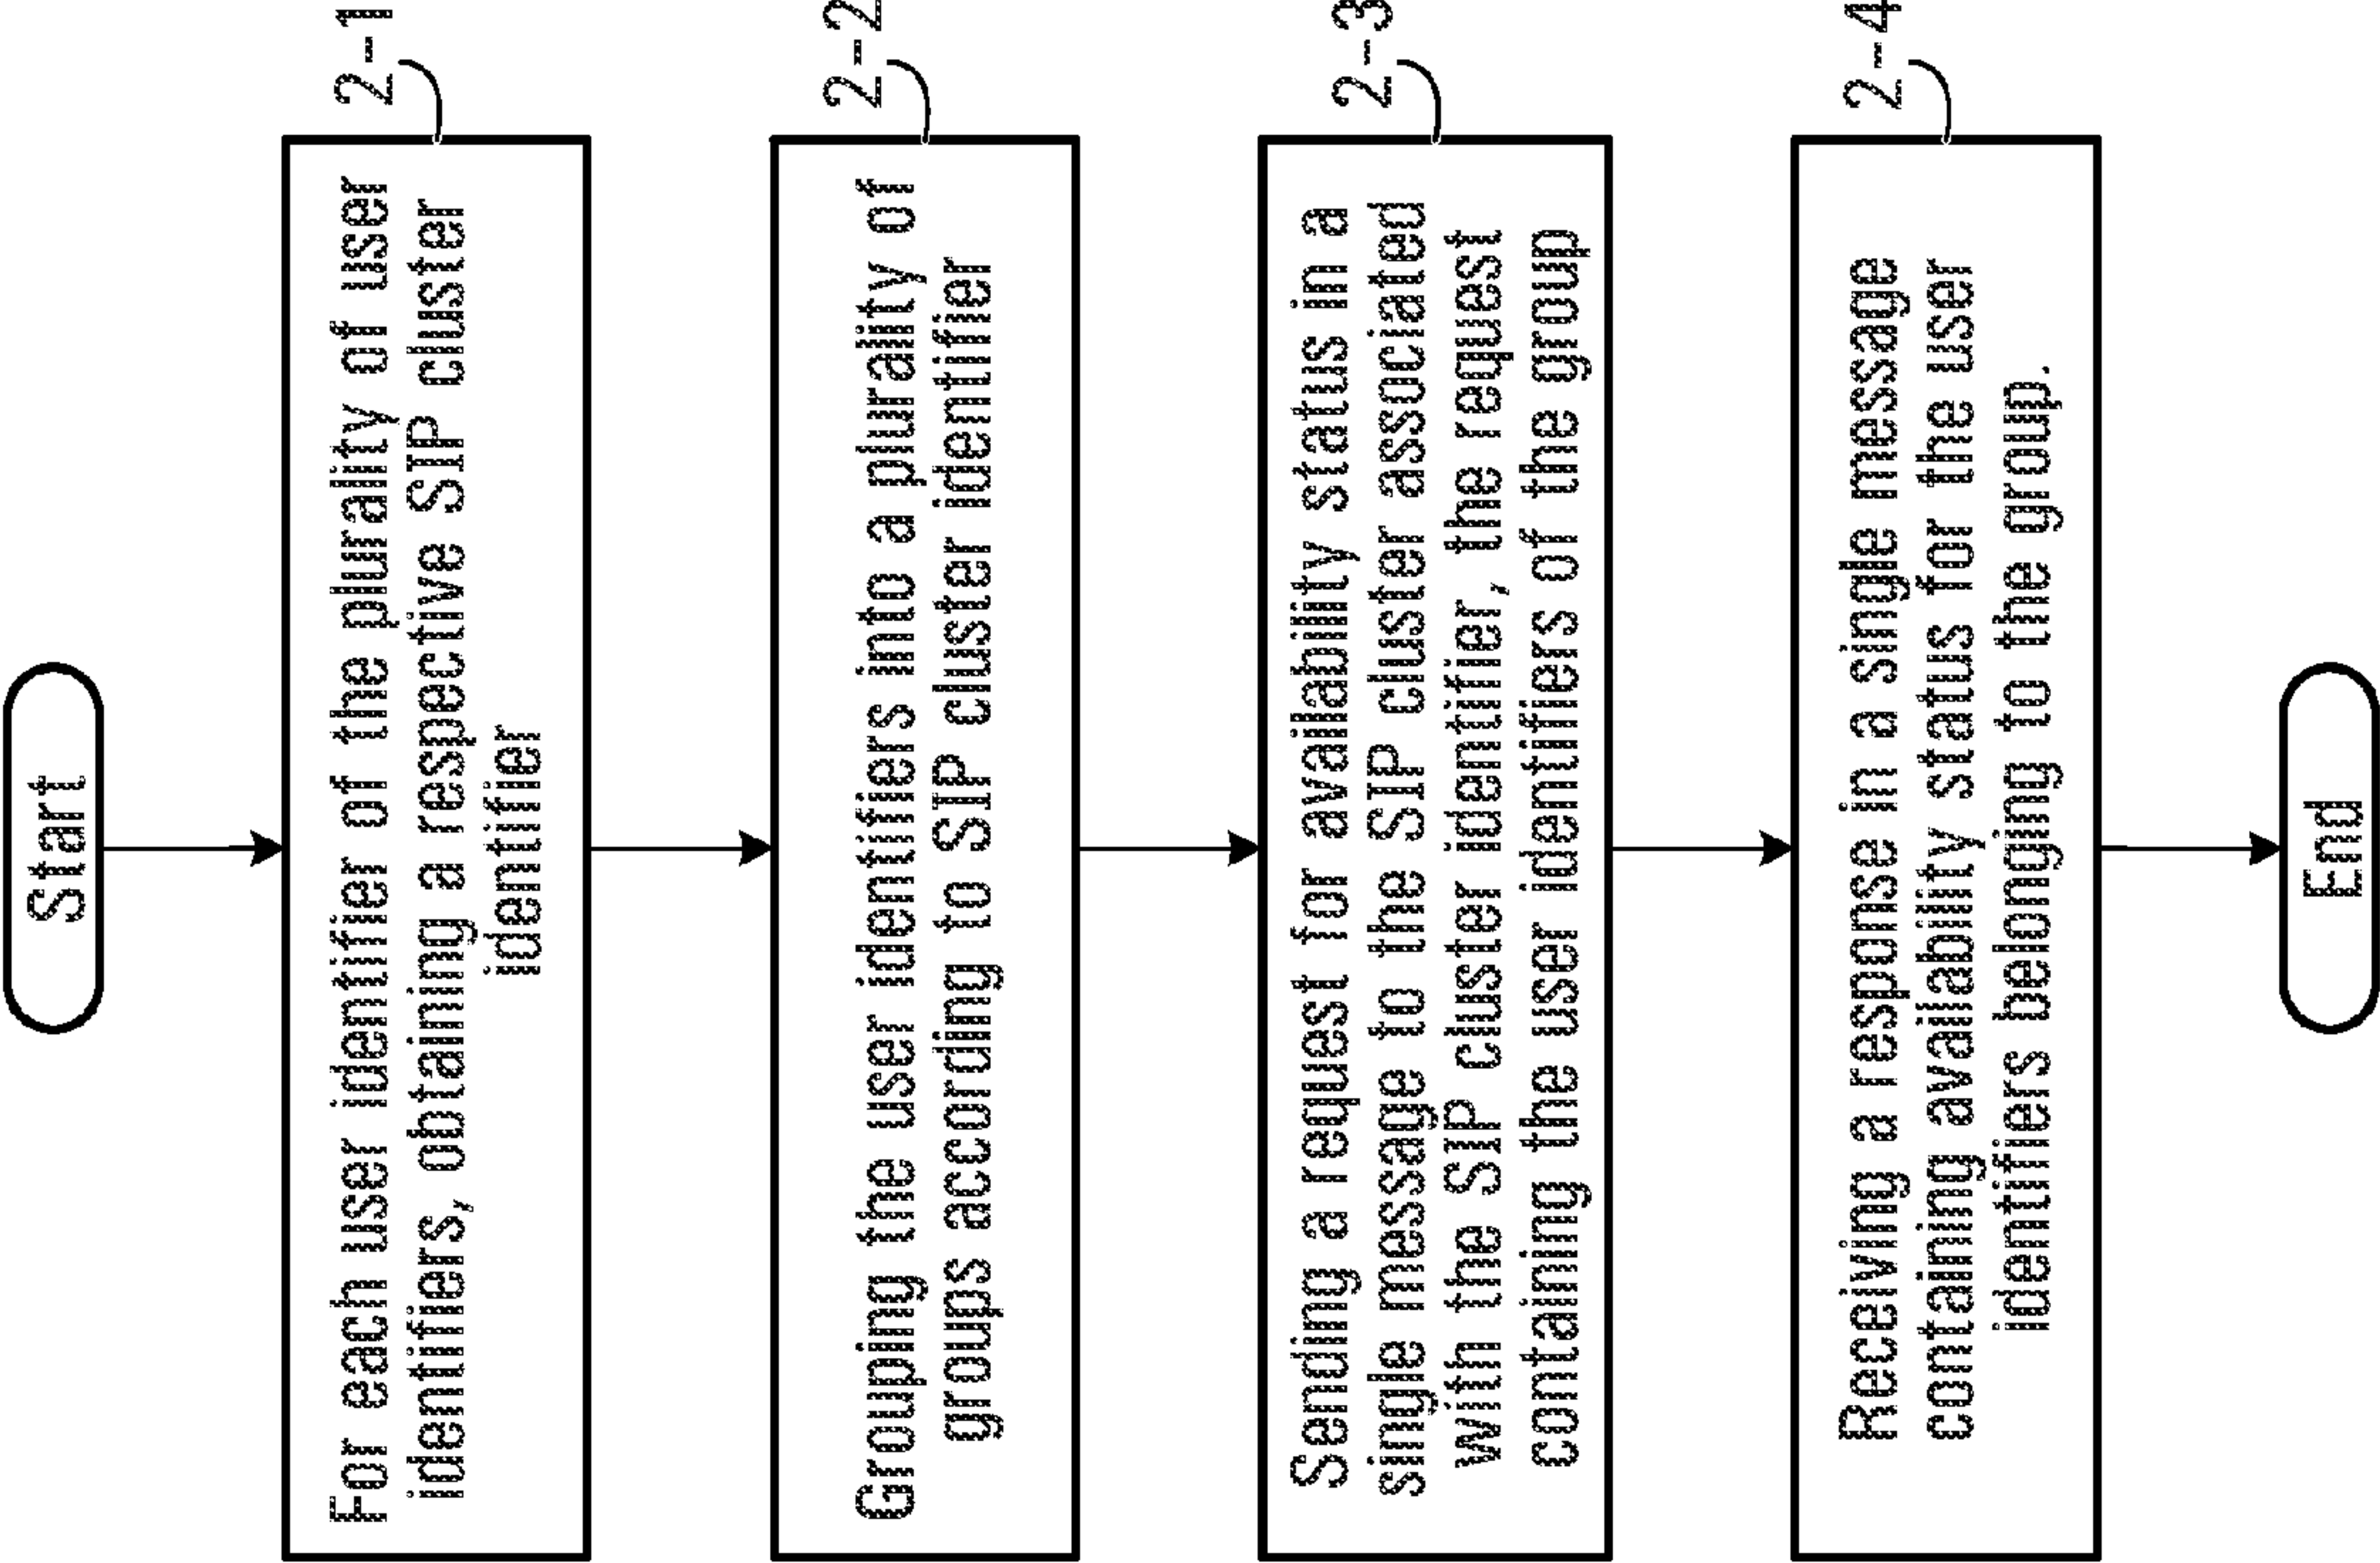 Start
2-1
For each user identifier of the plurality of user
identifiers, obtaining a respective SIP cluster
identifier
2-2
Grouping the user identifiers into a plurality of
groups according to SIP cluster identifier
2-3
Sending a request for availability status in a
single message to the SIP cluster associated
with the SIP cluster identifier, the request
containing the user identifiers of the group
2-4
Receiving a response in a single message
containing availability status for the user
identifiers belonging to the group.
End